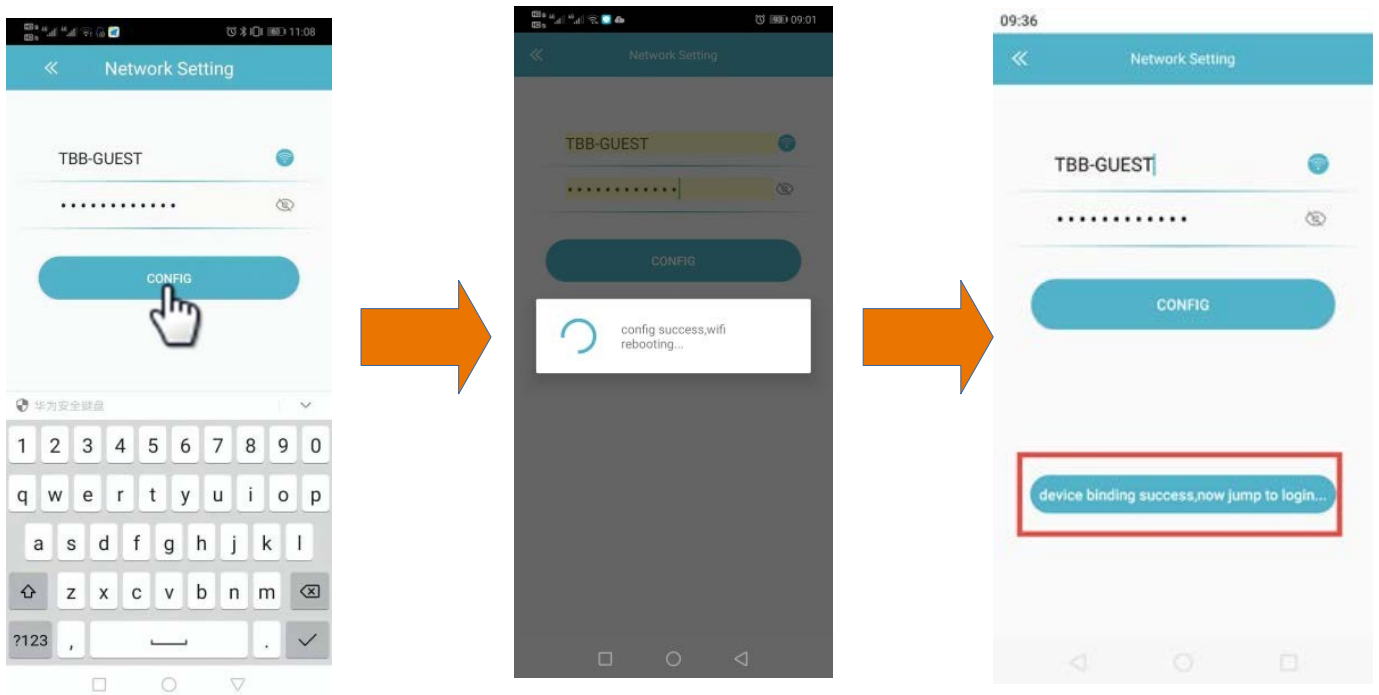 11:08
Network Setting
TBB-GUEST
CONFIG
华为安全键盘
1 2 3 4 5 6 7 8 9 0
q w e r t y u i o p
a s d f g h j k l
z x c v b n m
?123 , .
09:01
Network Setting
TBB-GUEST
CONFIG
config success,wifi
rebooting...
09:36
Network Setting
TBB-GUEST
CONFIG
device binding success,now jump to login...